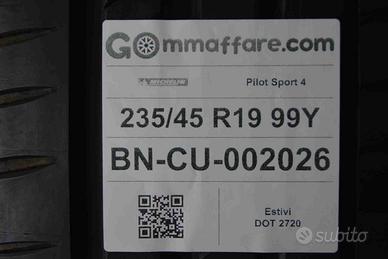 GOmmaffare.com
MICHELIN Pilot Sport 4
235/45 R19 99Y
BN-CU-002026
Estivi
DOT 2720
subito